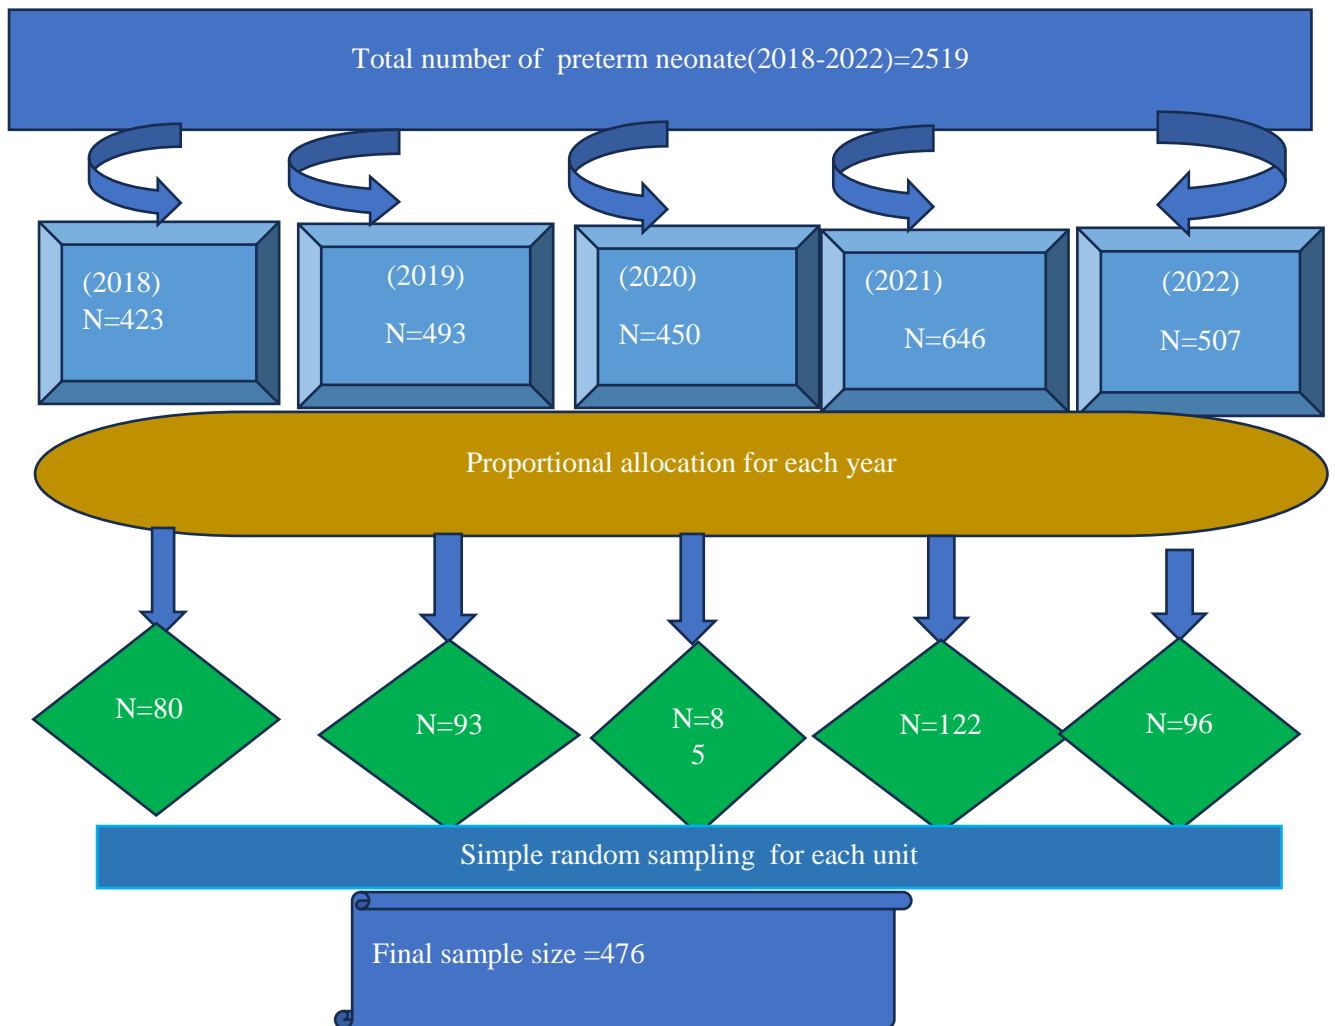 Total number of  preterm neonate(2018-2022)=2519
(2018)
N=423
(2019)
N=493
(2020)
N=450
(2021)
N=646
(2022)
N=507
Proportional allocation for each year
N=80
N=93
N=8
5
N=122
N=96
Simple random sampling  for each unit
Final sample size =476